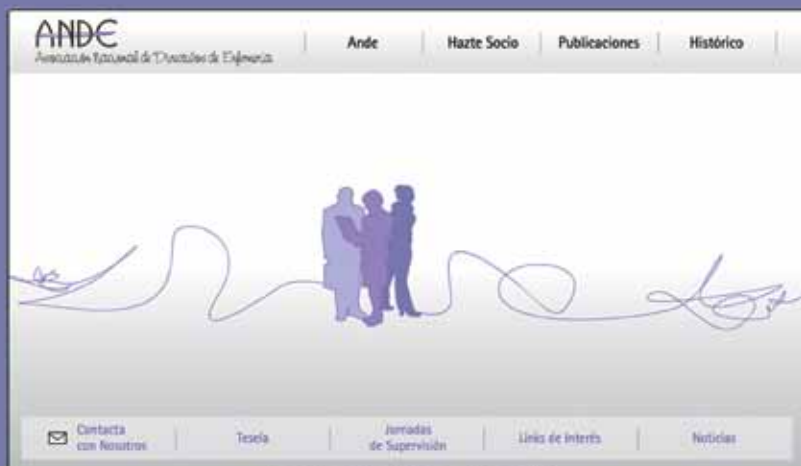 ANDE
Asociación Nacional de Directivos de Enfermería
Ande
Hazte Socio
Publicaciones
Histórico
Contacta
con Nosotros
Tesela
Jornadas
de Supervisión
Links de Interés
Noticias